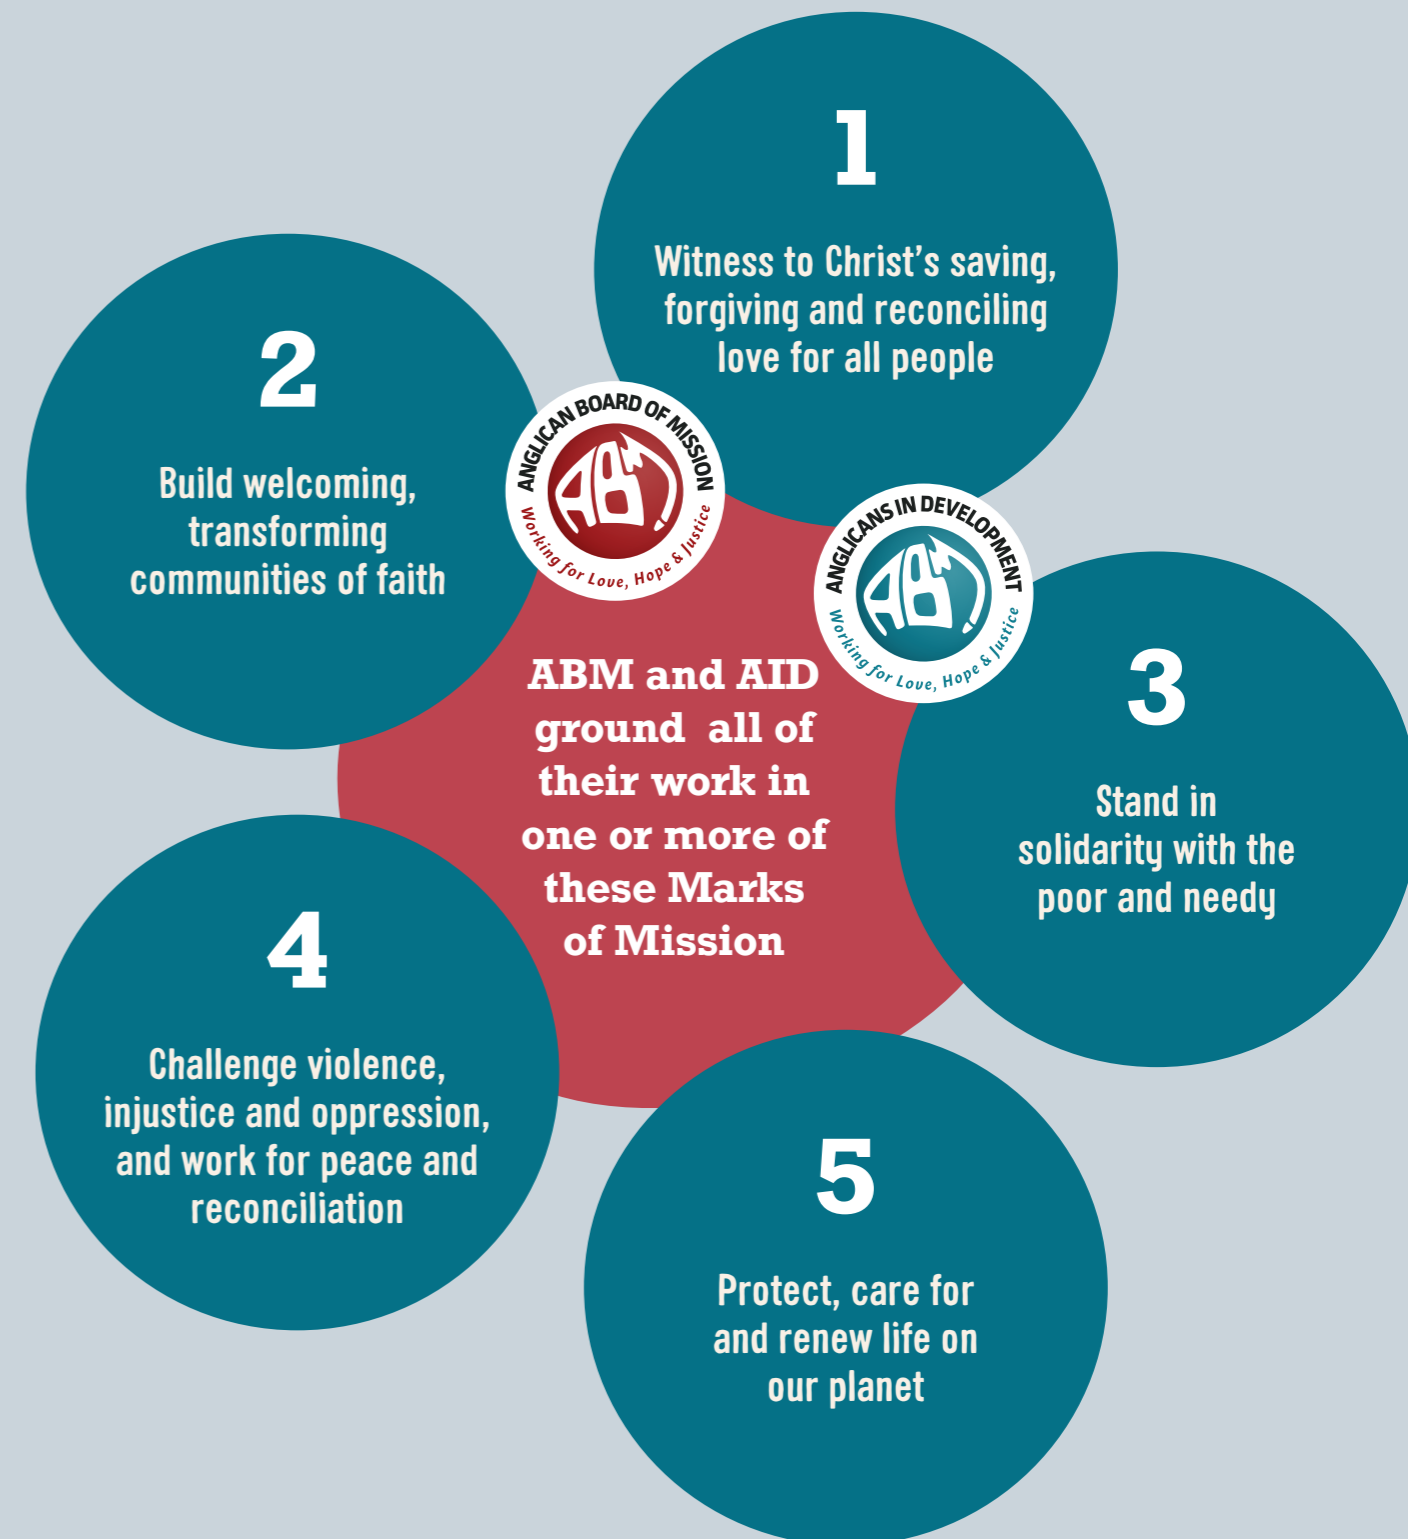 1
Witness to Christ's saving,
forgiving and reconciling
love for all people
2
Build welcoming,
transforming
communities of faith
ANGLICAN BOARD OF MISSION
ABM
Working for Love, Hope & Justice
ANGLICANS IN DEVELOPMENT
ABM
Working for Love, Hope & Justice
ABM and AID
ground  all of
their work in
one or more of
these Marks
of Mission
3
Stand in
solidarity with the
poor and needy
4
Challenge violence,
injustice and oppression,
and work for peace and
reconciliation
5
Protect, care for
and renew life on
our planet